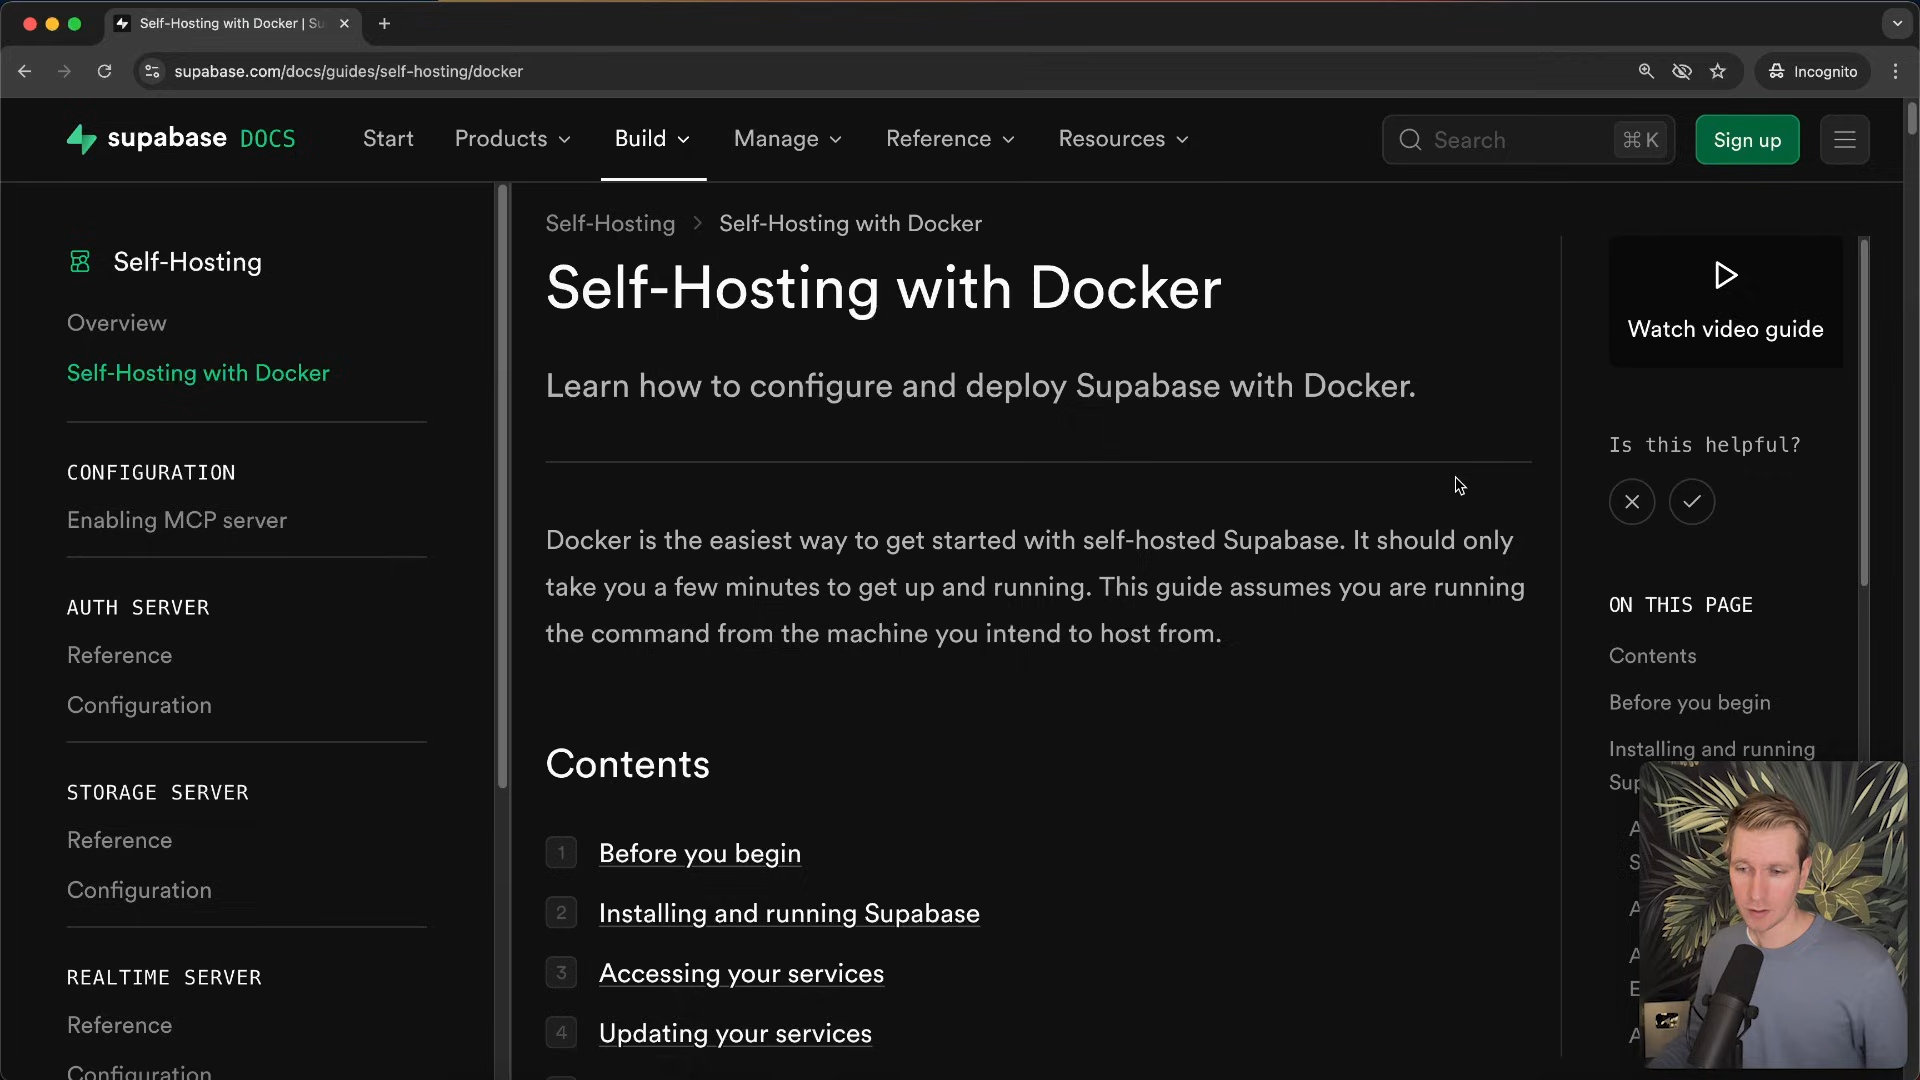 Self-Hosting with Docker | Su
supabase.com/docs/guides/self-hosting/docker
Incognito
supabase DOCS
Start
Products
Build
Manage
Reference
Resources
Search
⌘K
Sign up
Self-Hosting
Overview
Self-Hosting with Docker
CONFIGURATION
Enabling MCP server
AUTH SERVER
Reference
Configuration
STORAGE SERVER
Reference
Configuration
REALTIME SERVER
Reference
Configuration
Self-Hosting > Self-Hosting with Docker
Self-Hosting with Docker
Learn how to configure and deploy Supabase with Docker.
Docker is the easiest way to get started with self-hosted Supabase. It should only
take you a few minutes to get up and running. This guide assumes you are running
the command from the machine you intend to host from.
Contents
1 Before you begin
2 Installing and running Supabase
3 Accessing your services
4 Updating your services
Watch video guide
Is this helpful?
ON THIS PAGE
Contents
Before you begin
Installing and running
Sup
A
S
A
A
E
A